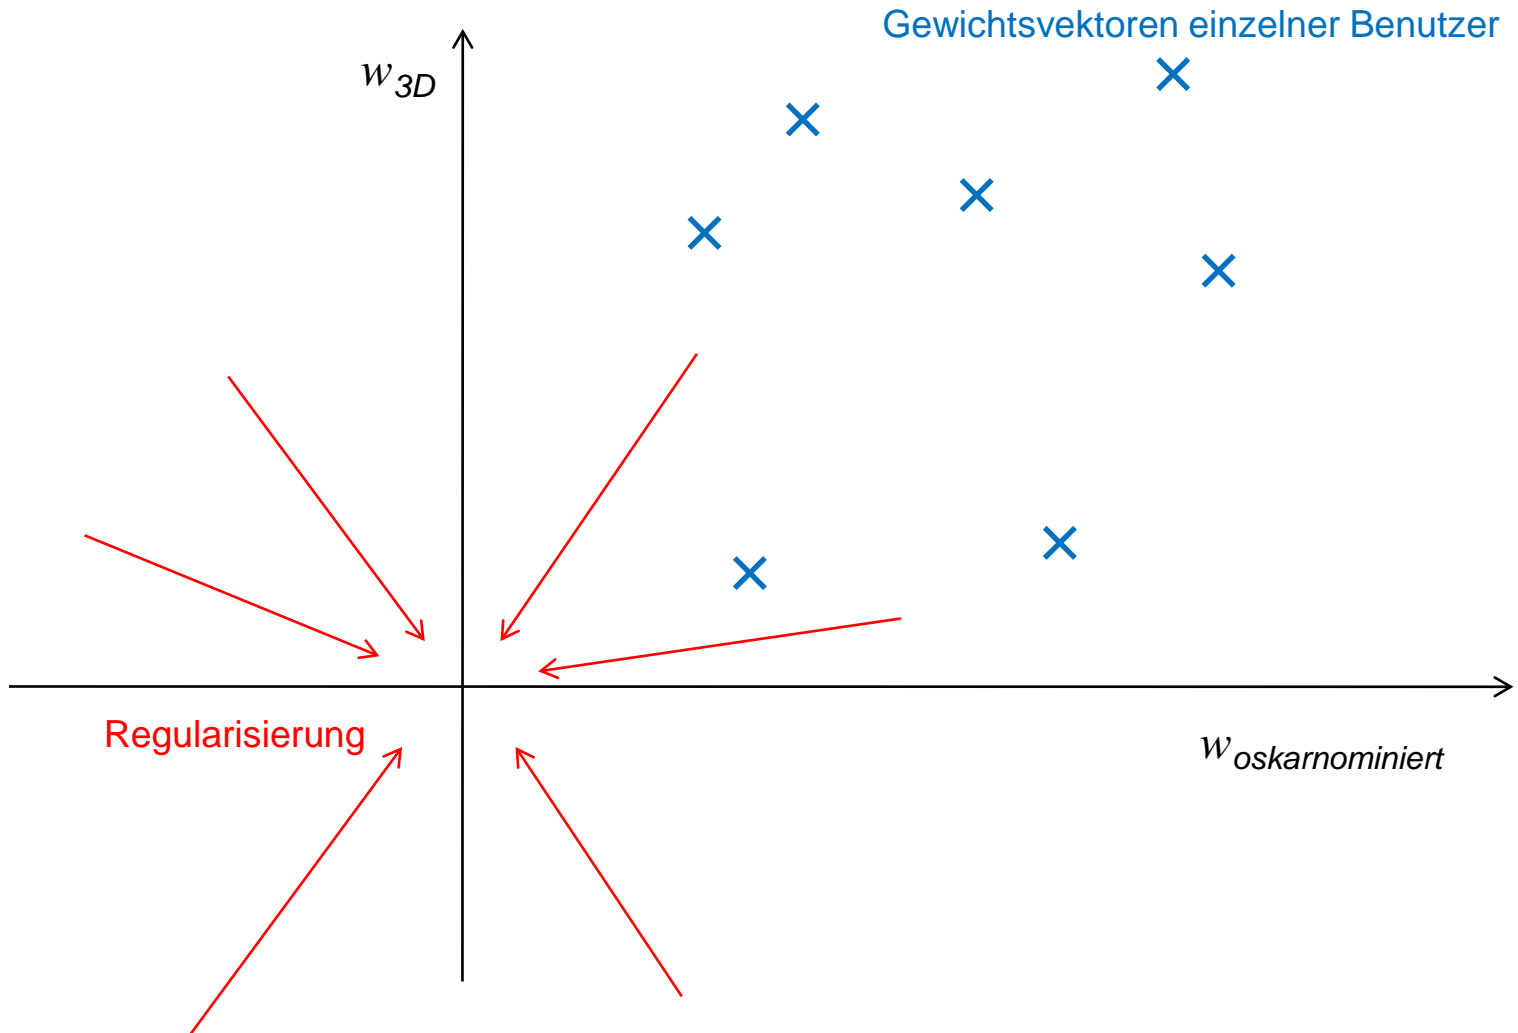 Gewichtsvektoren einzelner Benutzer
w3D
Regularisierung
woskarnominiert